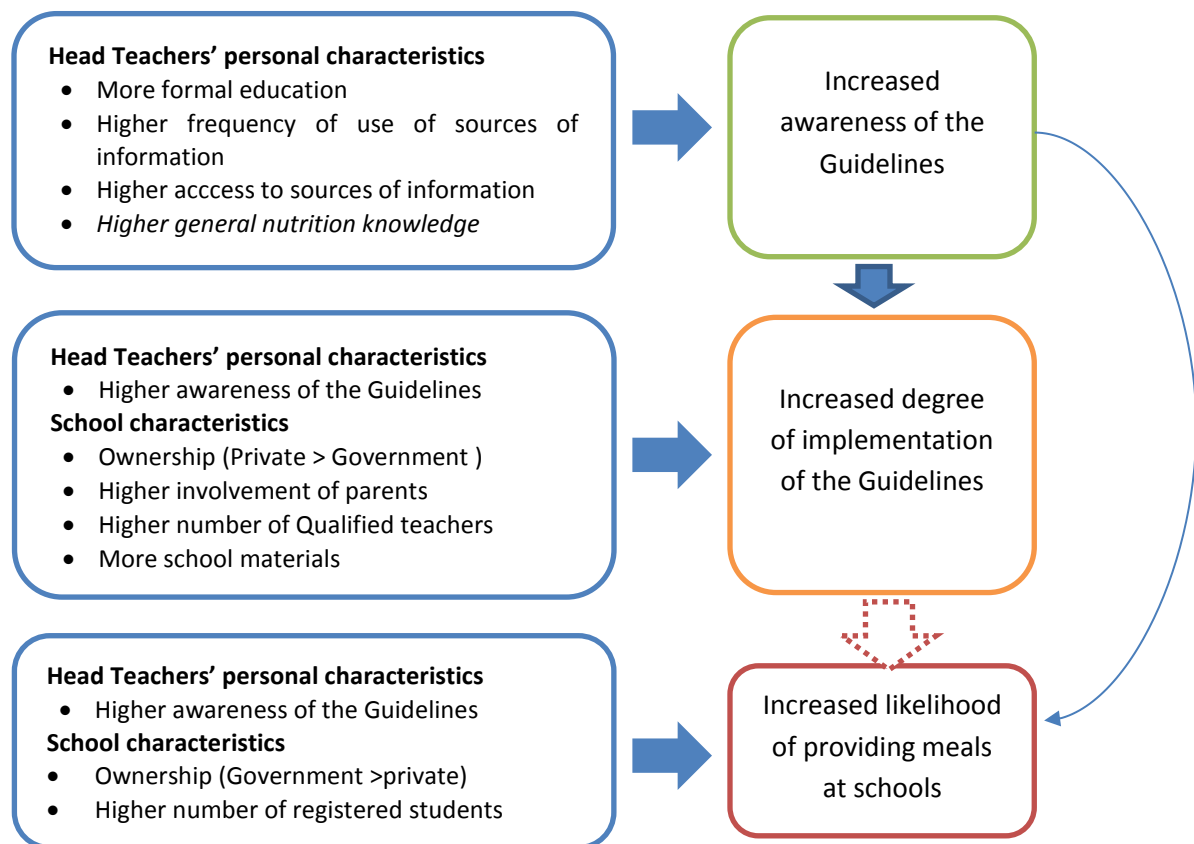 Head Teachers’ personal characteristics
• More formal education
• Higher frequency of use of sources of
information
• Higher acccess to sources of information
• Higher general nutrition knowledge
Increased
awareness of the
Guidelines
Head Teachers’ personal characteristics
• Higher awareness of the Guidelines
School characteristics
• Ownership (Private > Government )
• Higher involvement of parents
• Higher number of Qualified teachers
• More school materials
Increased degree
of implementation
of the Guidelines
Head Teachers’ personal characteristics
• Higher awareness of the Guidelines
School characteristics
• Ownership (Government >private)
• Higher number of registered students
Increased likelihood
of providing meals
at schools